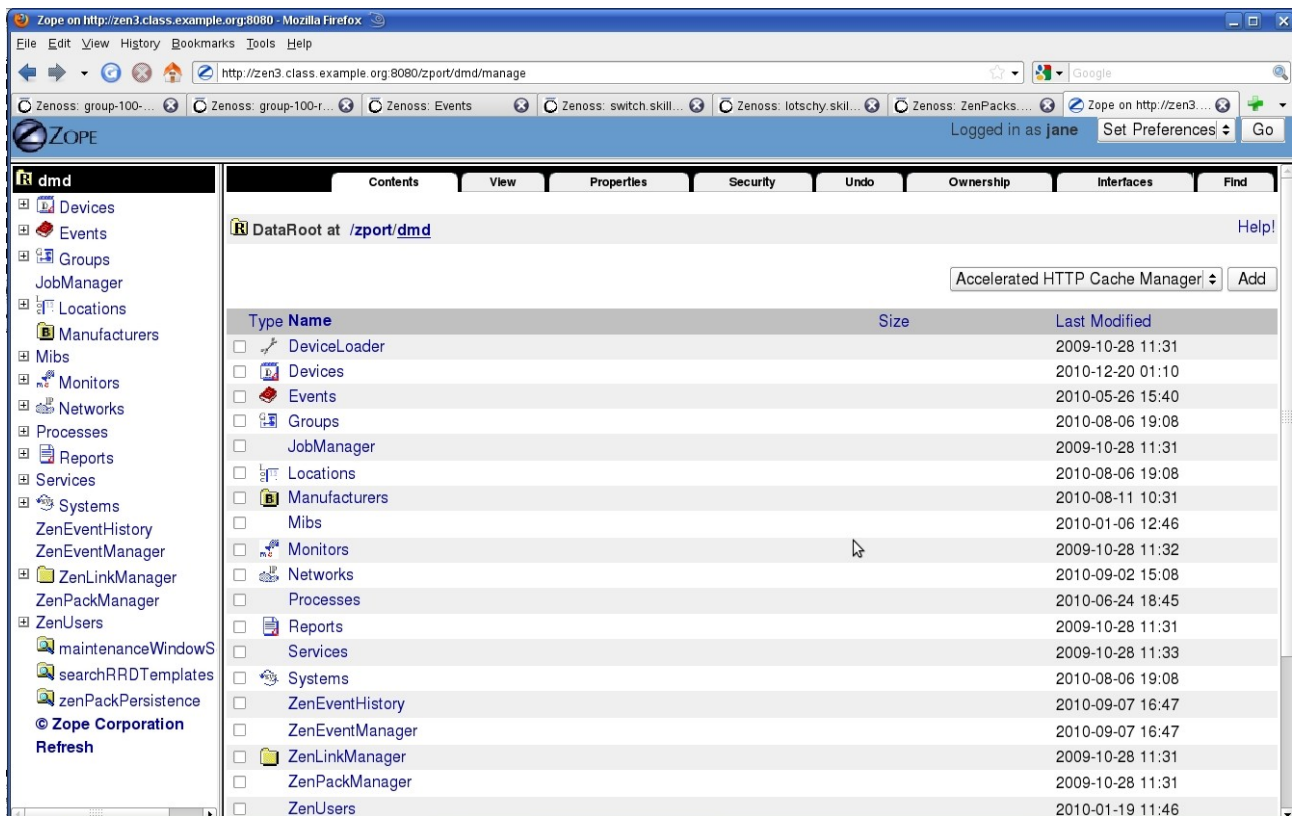 Zope on http://zen3.class.example.org:8080 - Mozilla Firefox
File Edit View History Bookmarks Tools Help
http://zen3.class.example.org:8080/zport/dmd/manage
Google
Zenoss: group-100-...
Zenoss: group-100-r...
Zenoss: Events
Zenoss: switch.skill...
Zenoss: lotschy.skil...
Zenoss: ZenPacks....
Zope on http://zen3....
ZOPE
Logged in as jane
Set Preferences
Go
dmd
Devices
Events
Groups
JobManager
Locations
Manufacturers
Mibs
Monitors
Networks
Processes
Reports
Services
Systems
ZenEventHistory
ZenEventManager
ZenLinkManager
ZenPackManager
ZenUsers
maintenanceWindowS
searchRRDTemplates
zenPackPersistence
© Zope Corporation
Refresh
Contents View Properties Security Undo Ownership Interfaces Find
DataRoot at /zport/dmd
Help!
Accelerated HTTP Cache Manager
Add
Type Name Size Last Modified
DeviceLoader 2009-10-28 11:31
Devices 2010-12-20 01:10
Events 2010-05-26 15:40
Groups 2010-08-06 19:08
JobManager 2009-10-28 11:31
Locations 2010-08-06 19:08
Manufacturers 2010-08-11 10:31
Mibs 2010-01-06 12:46
Monitors 2009-10-28 11:32
Networks 2010-09-02 15:08
Processes 2010-06-24 18:45
Reports 2009-10-28 11:31
Services 2009-10-28 11:33
Systems 2010-08-06 19:08
ZenEventHistory 2010-09-07 16:47
ZenEventManager 2010-09-07 16:47
ZenLinkManager 2009-10-28 11:31
ZenPackManager 2009-10-28 11:31
ZenUsers 2010-01-19 11:46